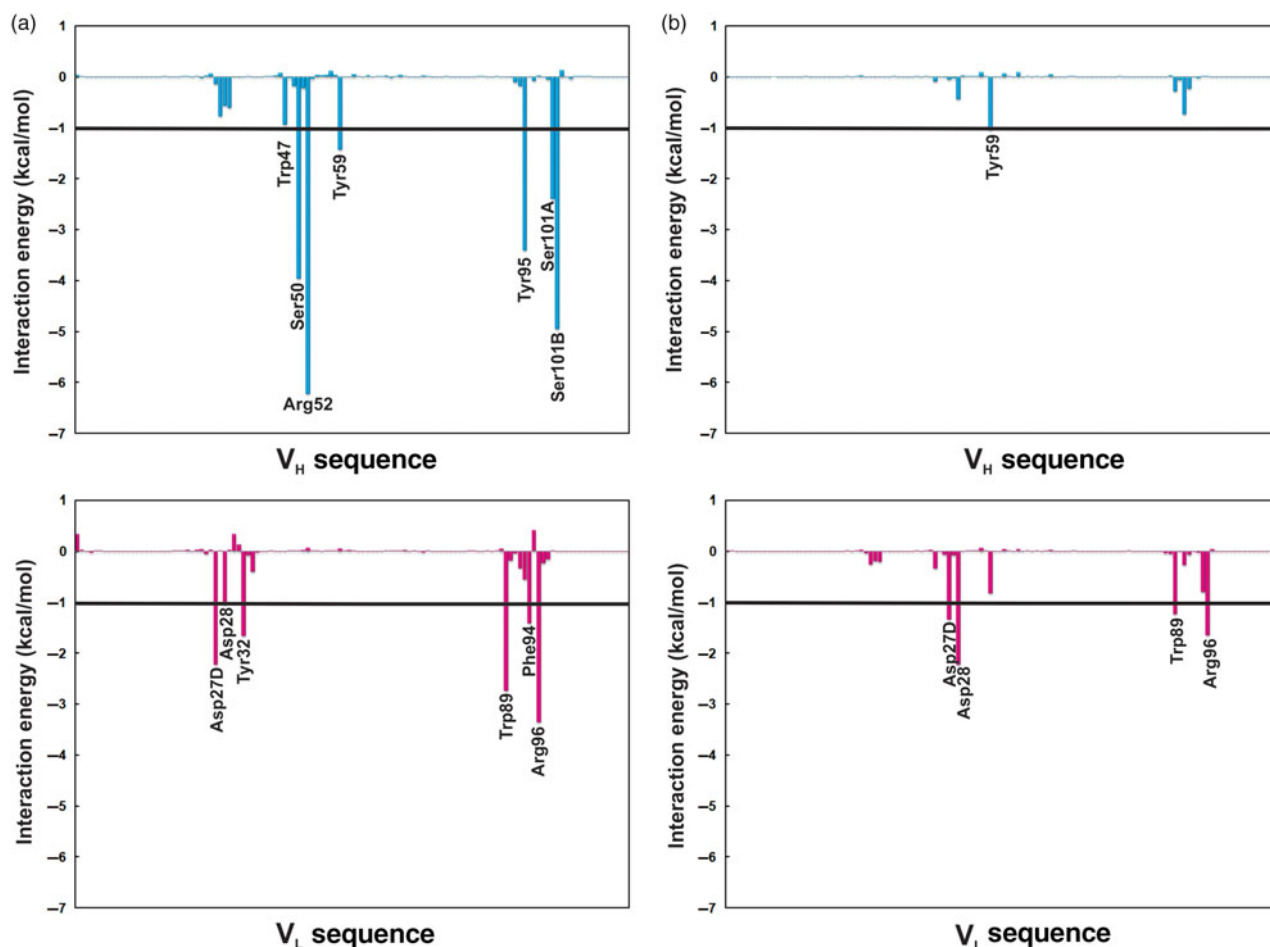 (a)
Interaction energy (kcal/mol)
1
0
–1
–2
–3
–4
–5
–6
–7
Trp47
Ser50
Arg52
Tyr59
Tyr95
Ser101A
Ser101B
VH sequence
(b)
Interaction energy (kcal/mol)
1
0
–1
–2
–3
–4
–5
–6
–7
Tyr59
VH sequence
Interaction energy (kcal/mol)
1
0
–1
–2
–3
–4
–5
–6
–7
Asp27D
Asp28
Tyr32
Trp89
Phe94
Arg96
VL sequence
Interaction energy (kcal/mol)
1
0
–1
–2
–3
–4
–5
–6
–7
Asp27D
Asp28
Trp89
Arg96
VL sequence